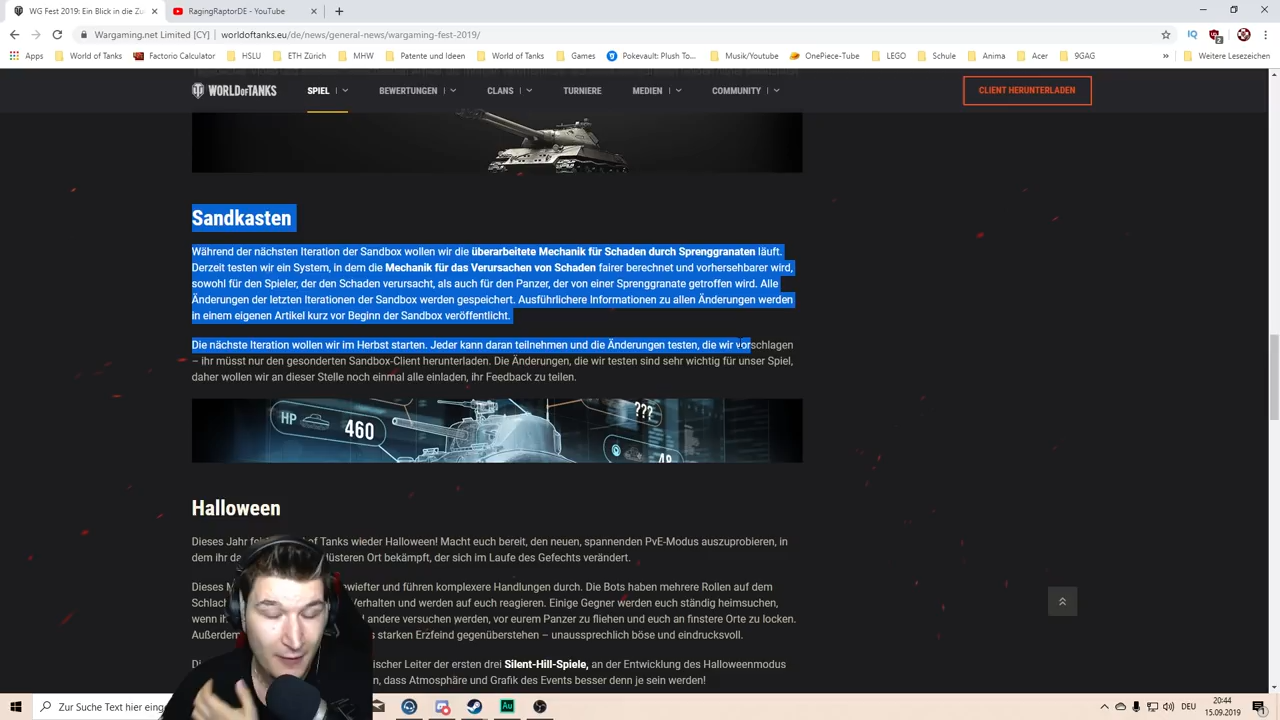 WG Fest 2019: Ein Blick in die Zu
RagingRaptorDE - YouTube
Wargaming.net Limited [CY]
worldoftanks.eu/de/news/general-news/wargaming-fest-2019/
Apps
World of Tanks
Factorio Calculator
HSLU
ETH Zürich
MHW
Patente und Ideen
World of Tanks
Games
Pokevault: Plush To...
Musik/Youtube
OnePiece-Tube
LEGO
Schule
Anima
Acer
9GAG
Weitere Lesezeichen
WORLD OF TANKS
SPIEL
BEWERTUNGEN
CLANS
TURNIERE
MEDIEN
COMMUNITY
CLIENT HERUNTERLADEN
Sandkasten
Während der nächsten Iteration der Sandbox wollen wir die überarbeitete Mechanik für Schaden durch Sprenggranaten läuft.
Derzeit testen wir ein System, in dem die Mechanik für das Verursachen von Schaden fairer berechnet und vorhersehbarer wird,
sowohl für den Spieler, der den Schaden verursacht, als auch für den Panzer, der von einer Sprenggranate getroffen wird. Alle
Änderungen der letzten Iterationen der Sandbox werden gespeichert. Ausführlichere Informationen zu allen Änderungen werden
in einem eigenen Artikel kurz vor Beginn der Sandbox veröffentlicht.
Die nächste Iteration wollen wir im Herbst starten. Jeder kann daran teilnehmen und die Änderungen testen, die wir vorschlagen
– ihr müsst nur den gesonderten Sandbox-Client herunterladen. Die Änderungen, die wir testen sind sehr wichtig für unser Spiel,
daher wollen wir an dieser Stelle noch einmal alle einladen, ihr Feedback zu teilen.
HP
460
???
48
Halloween
Dieses Jahr of Tanks wieder Halloween! Macht euch bereit, den neuen, spannenden PvE-Modus auszuprobieren, in
dem ihr düsteren Ort bekämpft, der sich im Laufe des Gefechts verändert.
Dieses und führen komplexere Handlungen durch. Die Bots haben mehrere Rollen auf dem
Verhalten und werden auf euch reagieren. Einige Gegner werden euch ständig heimsuchen,
wenn andere versuchen werden, vor eurem Panzer zu fliehen und euch an finstere Orte zu locken.
Außerdem starken Erzfeind gegenüberstehen – unaussprechlich böse und eindrucksvoll.
Leiter der ersten drei Silent-Hill-Spiele, an der Entwicklung des Halloweenmodus
dass Atmosphäre und Grafik des Events besser denn je sein werden!
Zur Suche Text hier
DEU
20:44
15.09.2019